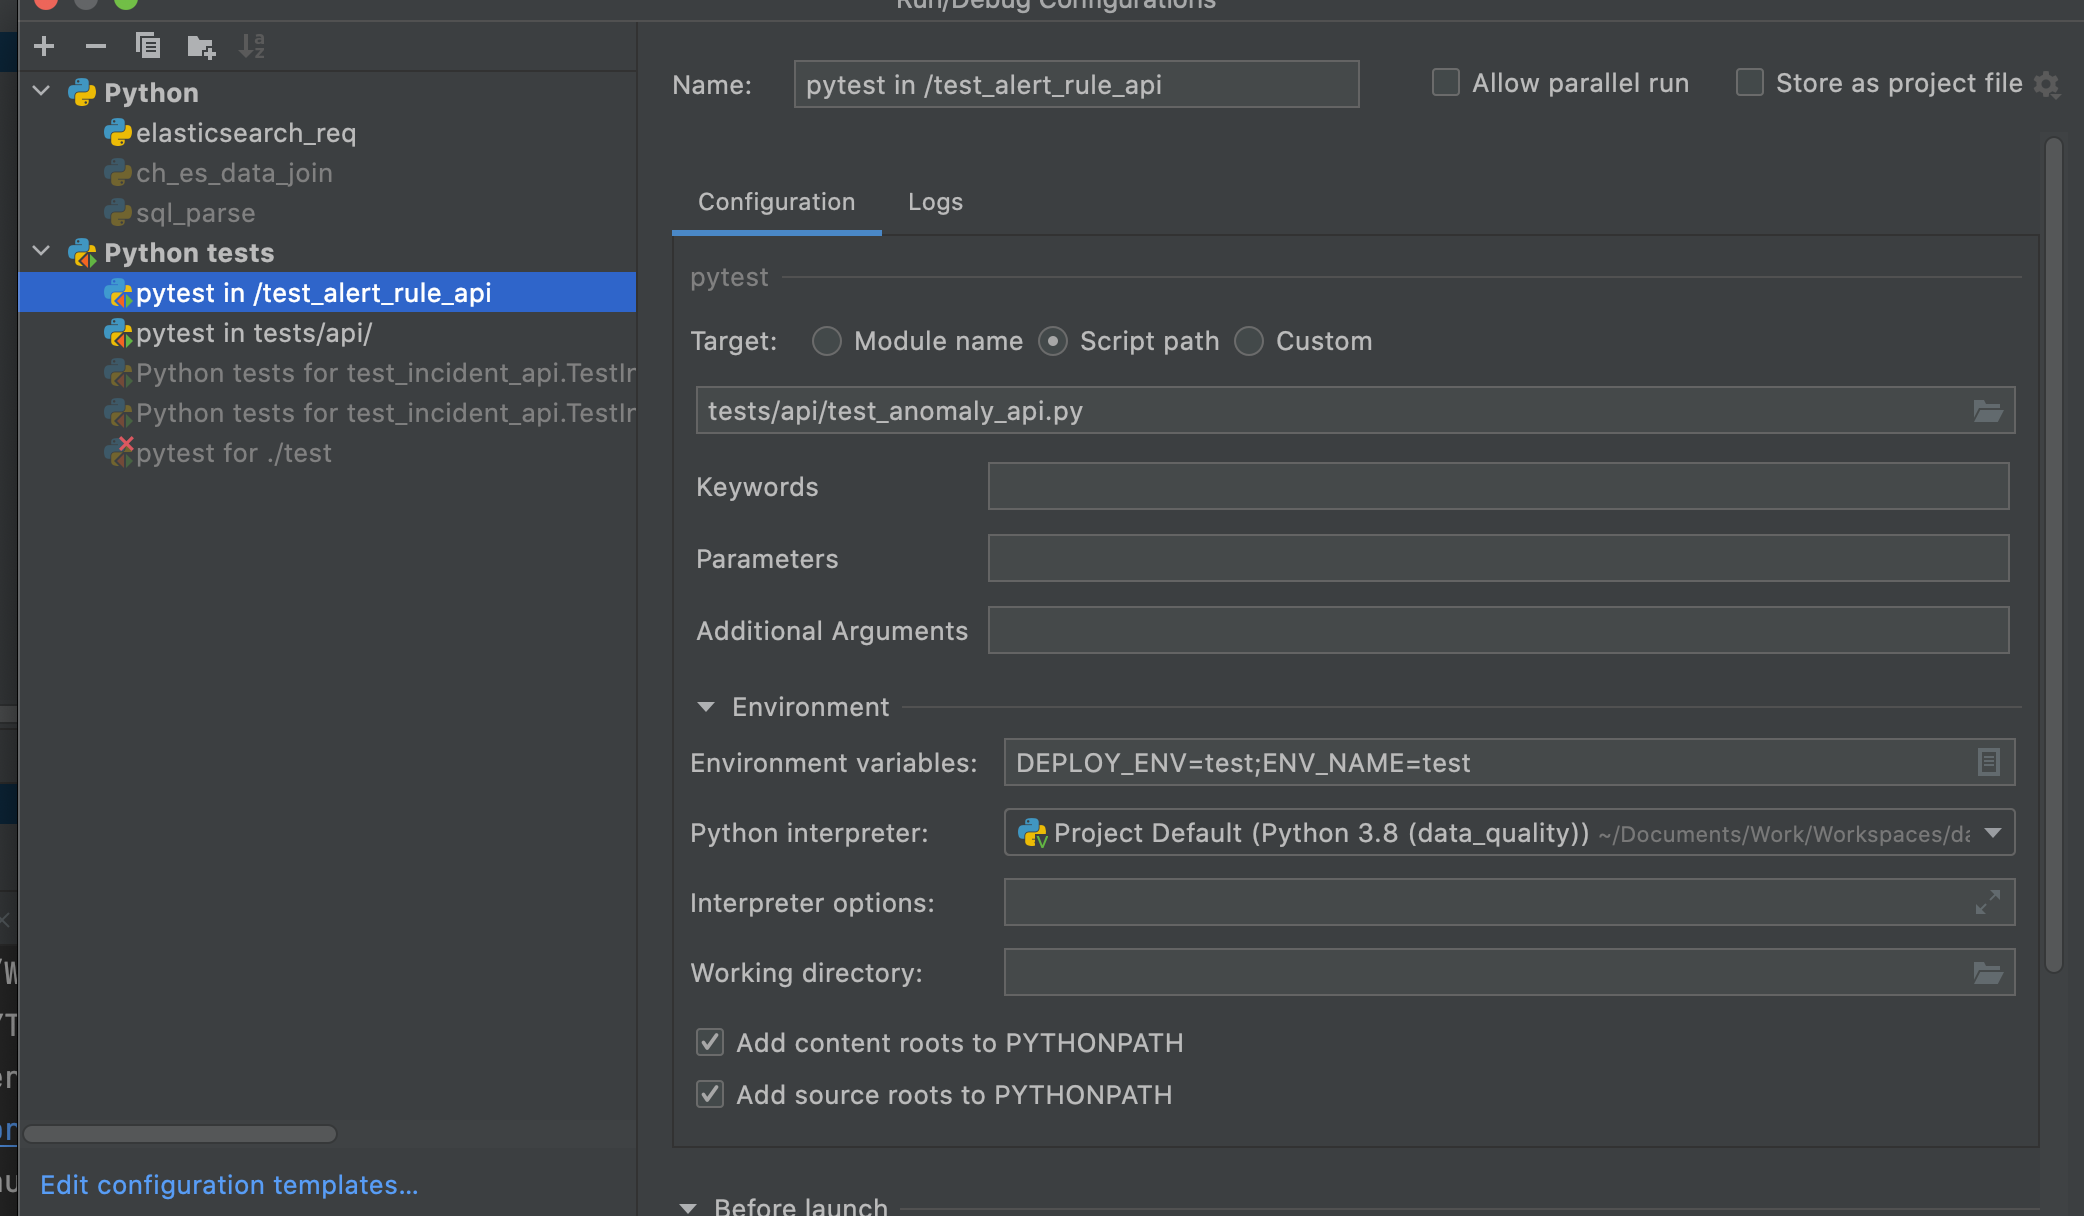 Run/Debug Configurations
Python
elasticsearch_req
ch_es_data_join
sql_parse
Python tests
pytest in /test_alert_rule_api
pytest in tests/api/
Python tests for test_incident_api.TestIn
Python tests for test_incident_api.TestIn
pytest for ./test
Edit configuration templates...
Name: pytest in /test_alert_rule_api Allow parallel run Store as project file
Configuration Logs
pytest
Target: Module name Script path Custom
tests/api/test_anomaly_api.py
Keywords
Parameters
Additional Arguments
Environment
Environment variables: DEPLOY_ENV=test;ENV_NAME=test
Python interpreter: Project Default (Python 3.8 (data_quality)) ~/Documents/Work/Workspaces/da
Interpreter options:
Working directory:
Add content roots to PYTHONPATH
Add source roots to PYTHONPATH
Before launch